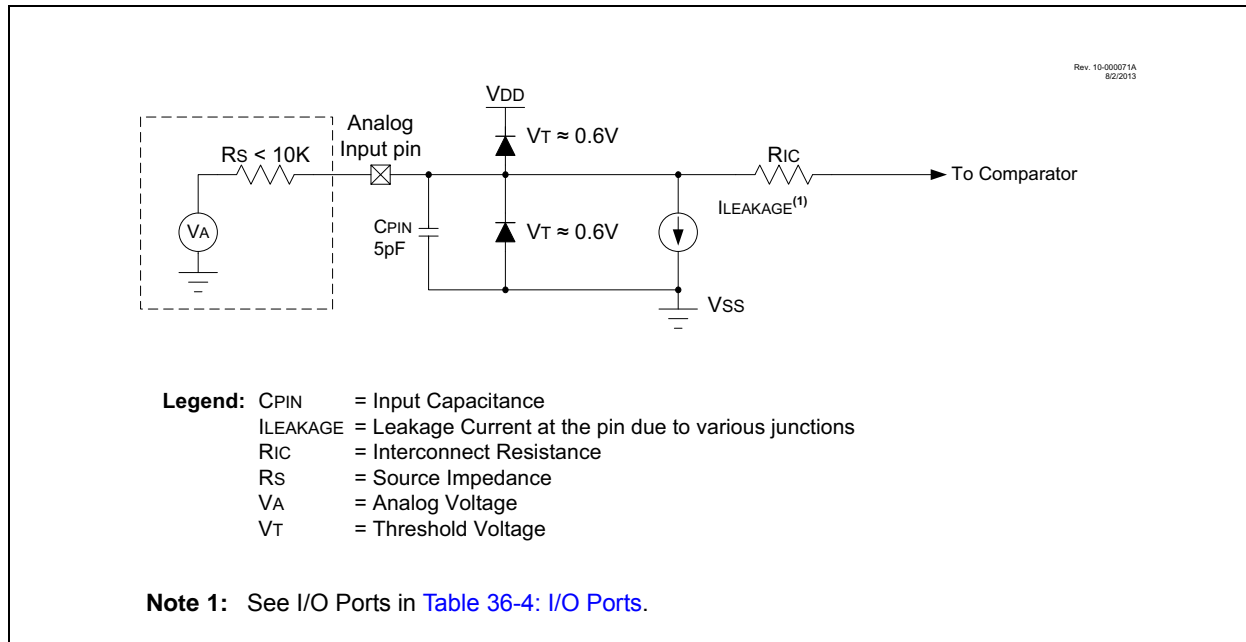 Rev. 10-000071A
8/2/2013
VDD
Analog
Input pin
VT ≈ 0.6V
RS < 10K
RIC
To Comparator
ILEAKAGE(1)
CPIN
5pF
VA
VT ≈ 0.6V
VSS
Legend: CPIN = Input Capacitance
ILEAKAGE = Leakage Current at the pin due to various junctions
RIC = Interconnect Resistance
RS = Source Impedance
VA = Analog Voltage
VT = Threshold Voltage
Note 1: See I/O Ports in Table 36-4: I/O Ports.